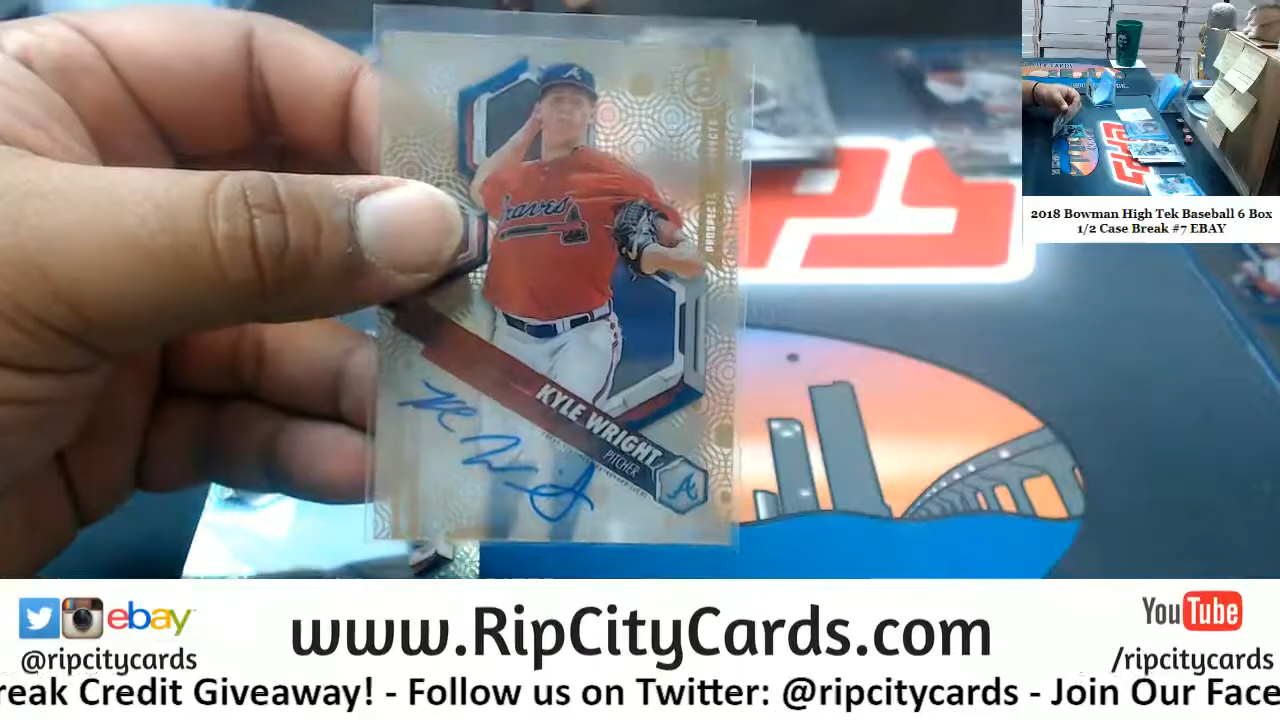 Braves
PROSPECTS
KYLE WRIGHT
PITCHER
A
2018 Bowman High Tek Baseball 6 Box
1/2 Case Break #7 EBAY
ebay
@ripcitycards
www.RipCityCards.com
YouTube
/ripcitycards
reak Credit Giveaway! - Follow us on Twitter: @ripcitycards - Join Our Face